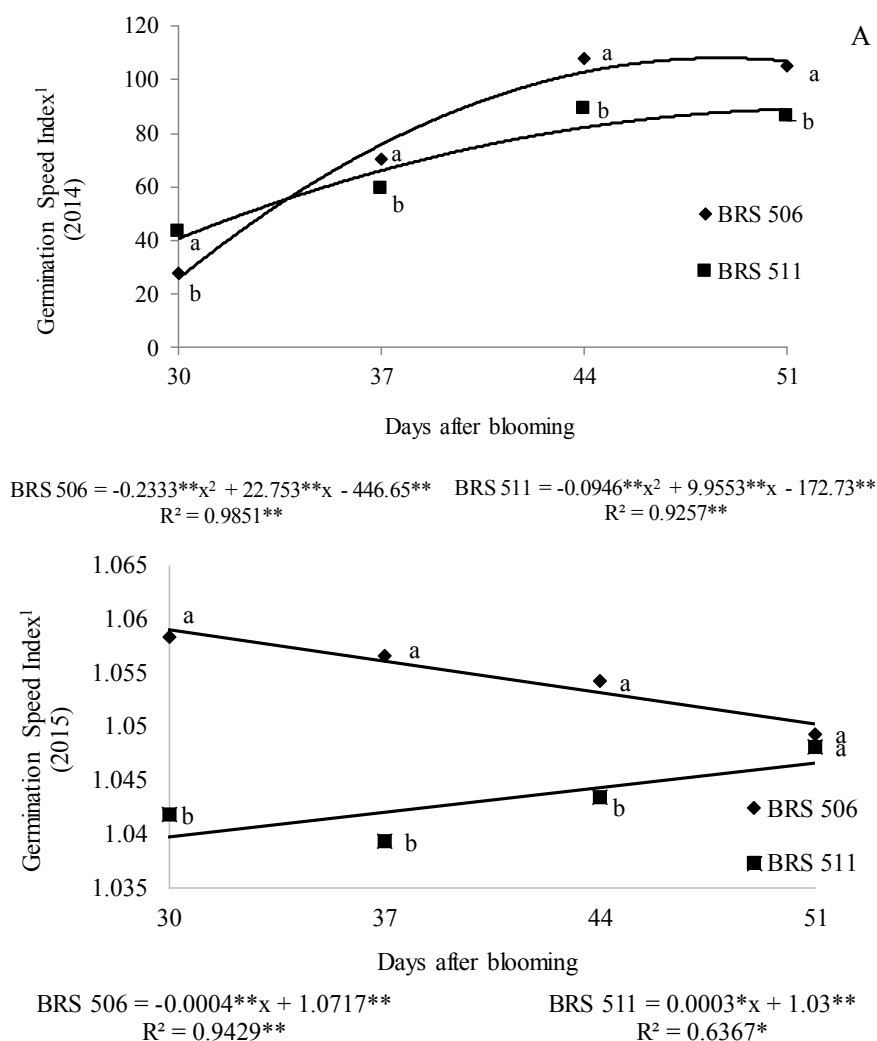 A
120
100
80
60
40
20
0
Germination Speed Index¹
(2014)
a
b
a
b
a
b
a
b
BRS 506
BRS 511
30 37 44 51
Days after blooming
BRS 506 = -0.2333**x² + 22.753**x - 446.65** BRS 511 = -0.0946**x² + 9.9553**x - 172.73**
R² = 0.9851** R² = 0.9257**
1.065
1.06
1.055
1.05
1.045
1.04
1.035
Germination Speed Index¹
(2015)
a
b
a
b
a
b
a
a
BRS 506
BRS 511
30 37 44 51
Days after blooming
BRS 506 = -0.0004**x + 1.0717** BRS 511 = 0.0003*x + 1.03**
R² = 0.9429** R² = 0.6367*